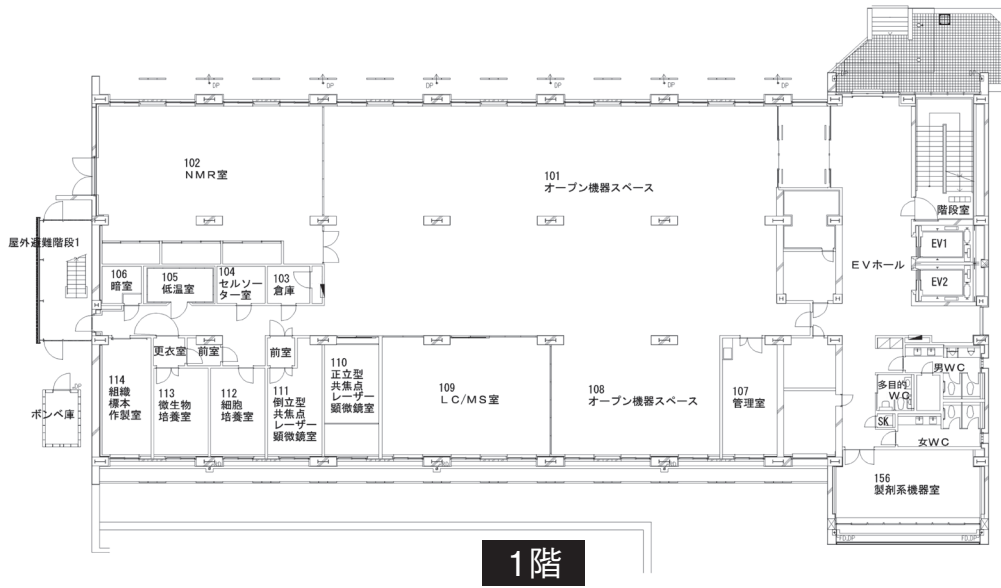 DP
DP
DP
DP
DP
DP
DP
102
NMR室
101
オープン機器スペース
階段室
屋外避難階段1
EV1
EVホール
EV2
106
暗室
105
低温室
104
セルソー
ター室
103
倉庫
更衣室
前室
前室
114
組織
標本
作製室
113
微生物
培養室
112
細胞
培養室
111
倒立型
共焦点
レーザー
顕微鏡室
110
正立型
共焦点
レーザー
顕微鏡室
109
LC/MS室
108
オープン機器スペース
107
管理室
男WC
多目的
WC
SK
女WC
DP
ボンベ庫
156
製剤系機器室
FD,DP
FD,DP
1階